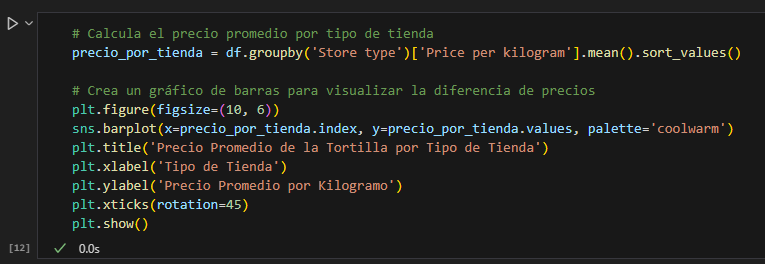 # Calcula el precio promedio por tipo de tienda
precio_por_tienda = df.groupby('Store type')['Price per kilogram'].mean().sort_values()
# Crea un gráfico de barras para visualizar la diferencia de precios
plt.figure(figsize=(10, 6))
sns.barplot(x=precio_por_tienda.index, y=precio_por_tienda.values, palette='coolwarm')
plt.title('Precio Promedio de la Tortilla por Tipo de Tienda')
plt.xlabel('Tipo de Tienda')
plt.ylabel('Precio Promedio por Kilogramo')
plt.xticks(rotation=45)
plt.show()
[12] 0.0s